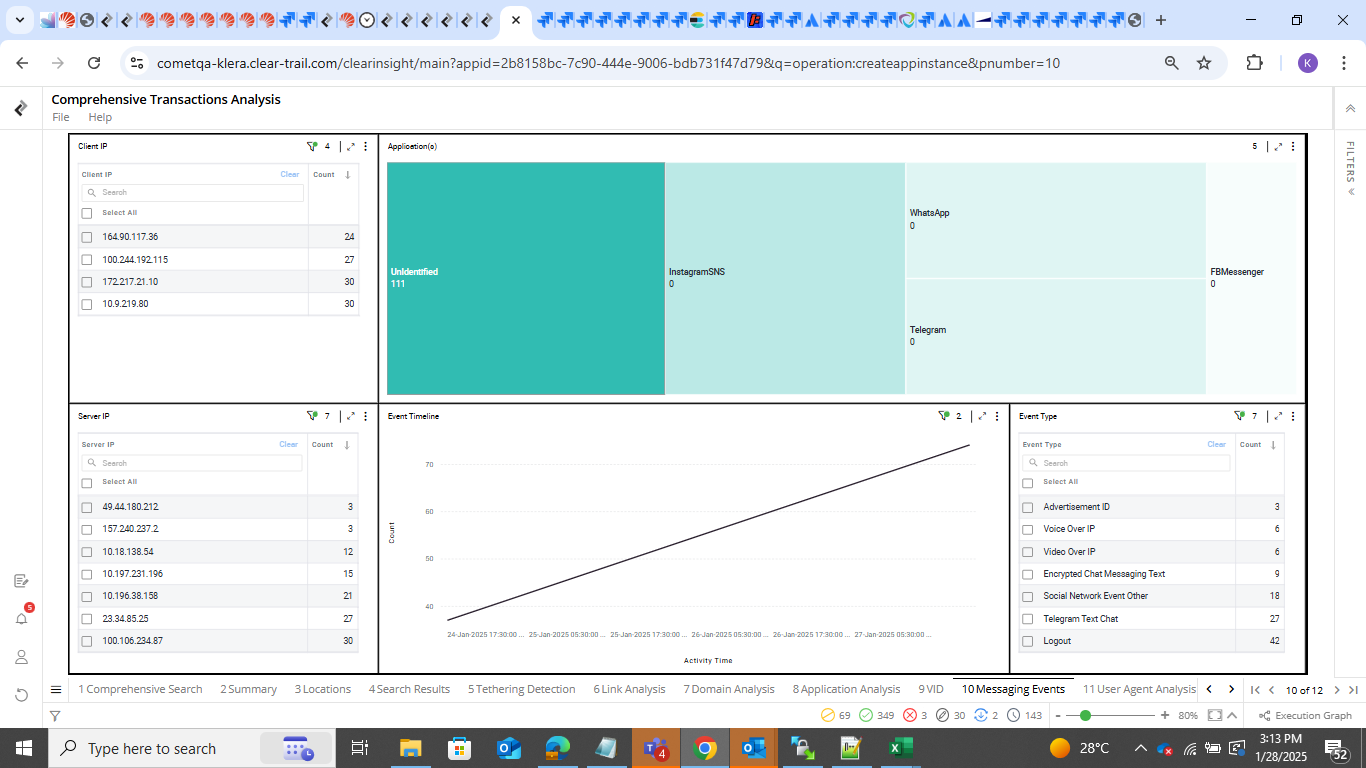 cometqa-klera.clear-trail.com/clearinsight/main?appid=2b8158bc-7c90-444e-9006-bdb731f47d79&q=operation:createappinstance&pnumber=10
K
Comprehensive Transactions Analysis
File Help
FILTERS
Client IP 4
Client IP Clear Count
Search
Select All
164.90.117.36 24
100.244.192.115 27
172.217.21.10 30
10.9.219.80 30
Application(s) 5
Unidentified
111
InstagramSNS
0
WhatsApp
0
Telegram
0
FBMessenger
0
Server IP 7
Server IP Clear Count
Search
Select All
49.44.180.212 3
157.240.237.2 3
10.18.138.54 12
10.197.231.196 15
10.196.38.158 21
23.34.85.25 27
100.106.234.87 30
Event Timeline 2
Count
70
60
50
40
24-Jan-2025 17:30:00 ... 25-Jan-2025 05:30:00 ... 25-Jan-2025 17:30:00 ... 26-Jan-2025 05:30:00 ... 26-Jan-2025 17:30:00 ... 27-Jan-2025 05:30:00 ...
Activity Time
Event Type 7
Event Type Clear Count
Search
Select All
Advertisement ID 3
Voice Over IP 6
Video Over IP 6
Encrypted Chat Messaging Text 9
Social Network Event Other 18
Telegram Text Chat 27
Logout 42
5
1 Comprehensive Search 2 Summary 3 Locations 4 Search Results 5 Tethering Detection 6 Link Analysis 7 Domain Analysis 8 Application Analysis 9 VID 10 Messaging Events 11 User Agent Analysis 10 of 12
69 349 3 30 2 143 - + 80% Execution Graph
Type here to search 4 28°C 3:13 PM
1/28/2025 52